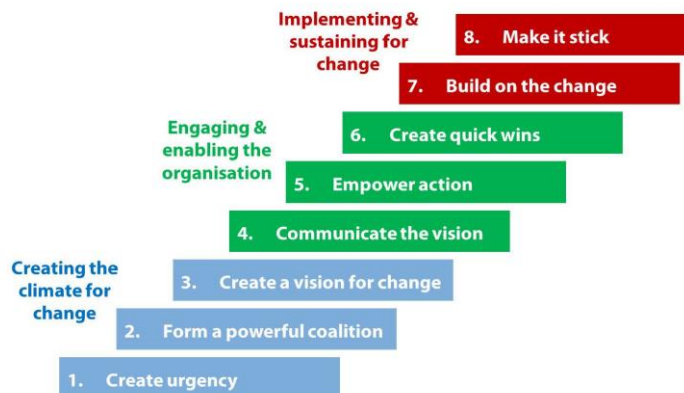 Implementing &
sustaining for
change
8. Make it stick
7. Build on the change
Engaging &
enabling the
organisation
6. Create quick wins
5. Empower action
4. Communicate the vision
Creating the
climate for
change
3. Create a vision for change
2. Form a powerful coalition
1. Create urgency